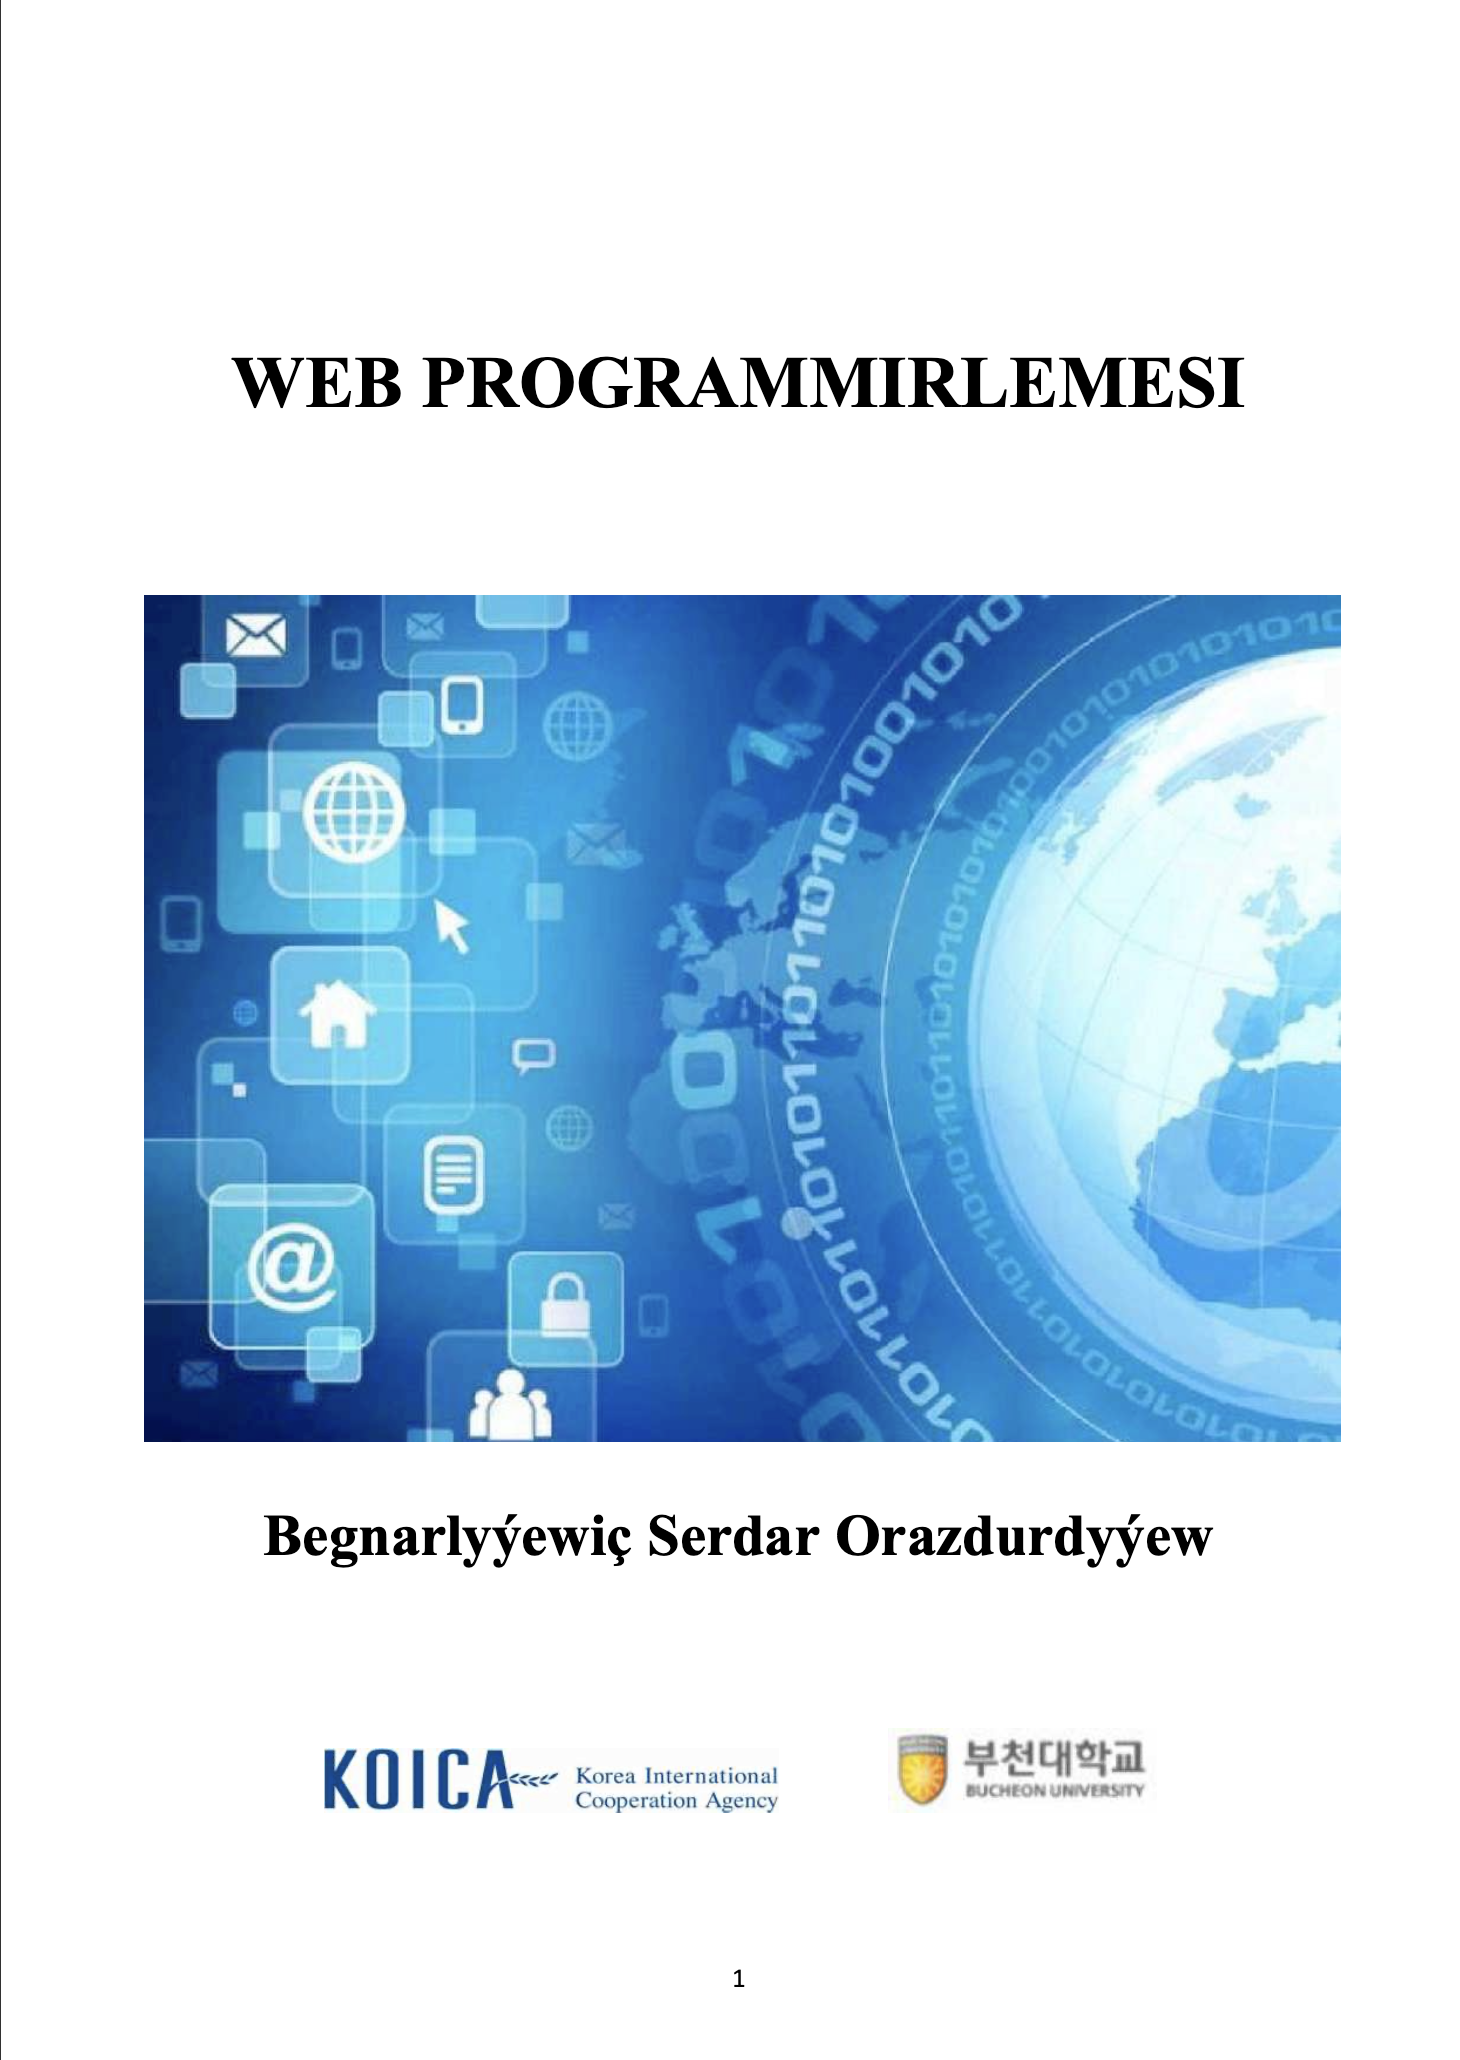 WEB PROGRAMMIRLEMESI
Begnarlyýewiç Serdar Orazdurdyýew
KOICA Korea International
Cooperation Agency
부천대학교
BUCHEON UNIVERSITY
1